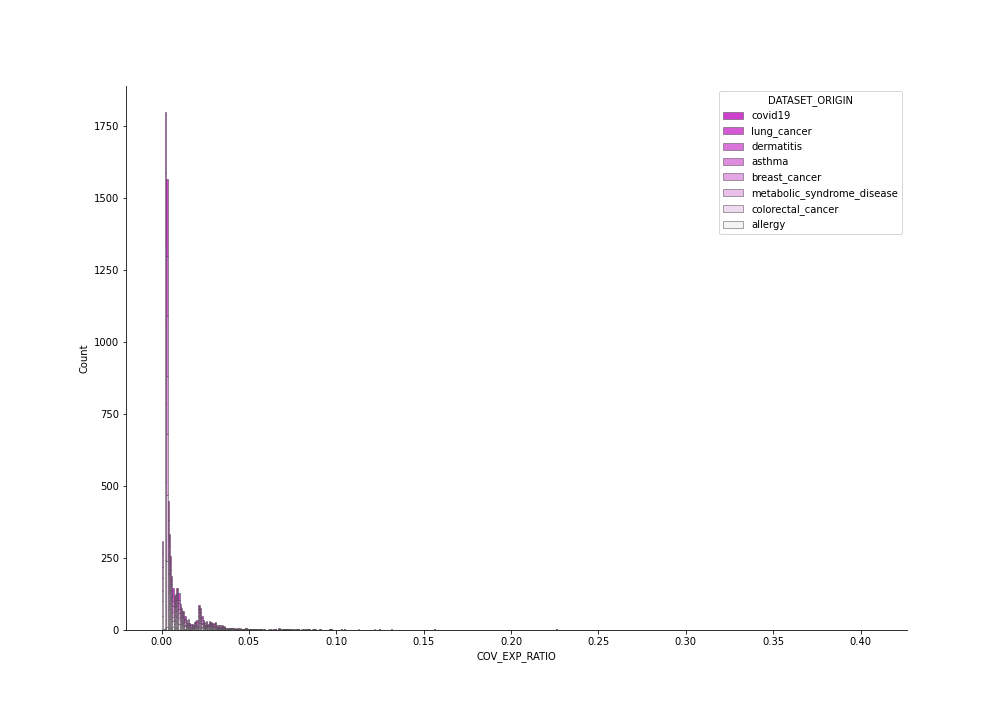 DATASET_ORIGIN
covid19
lung_cancer
dermatitis
asthma
breast_cancer
metabolic_syndrome_disease
colorectal_cancer
allergy
1750
1500
1250
1000
750
500
250
0
Count
0.00 0.05 0.10 0.15 0.20 0.25 0.30 0.35 0.40
COV_EXP_RATIO